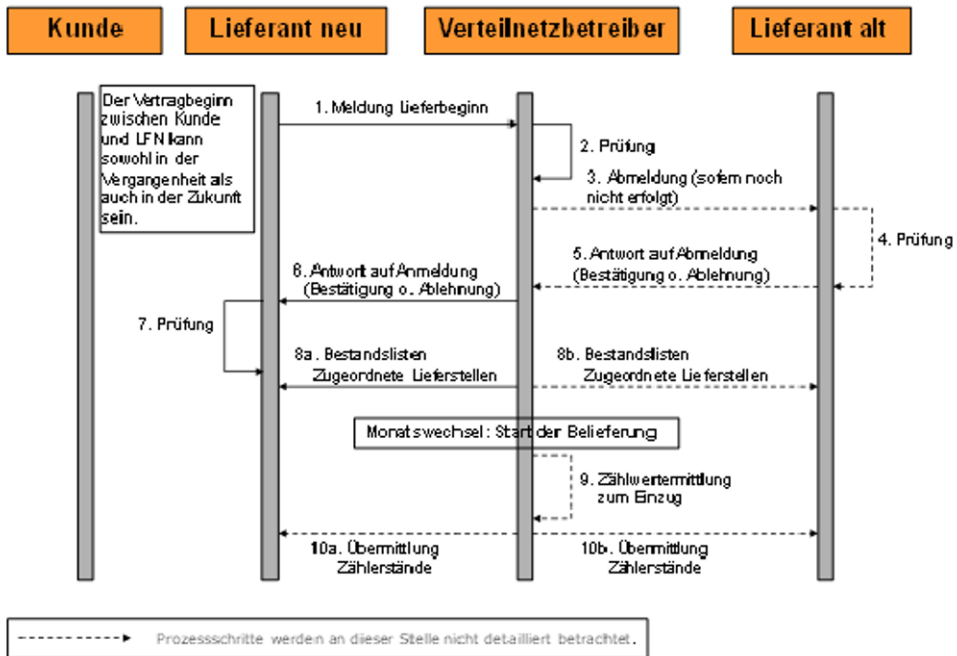 Kunde
Lieferant neu
Verteilnetzbetreiber
Lieferant alt
Der Vertragbeginn
zwischen Kunde
und LFN kann
sowohl in der
Vergangenheit als
auch in der Zukunft
sein.
1. Meldung Lieferbeginn
2. Prüfung
3. Abmeldung (sofern noch
nicht erfolgt)
4. Prüfung
5. Antwort auf Abmeldung
(Bestätigung o. Ablehnung)
6. Antwort auf Anmeldung
(Bestätigung o. Ablehnung)
7. Prüfung
8a. Bestandslisten
Zugeordnete Lieferstellen
8b. Bestandslisten
Zugeordnete Lieferstellen
Monatswechsel: Start der Belieferung
9. Zählwertermittlung
zum Einzug
10a. Übermittlung
Zählerstände
10b. Übermittlung
Zählerstände
Prozessschritte werden an dieser Stelle nicht detailliert betrachtet.